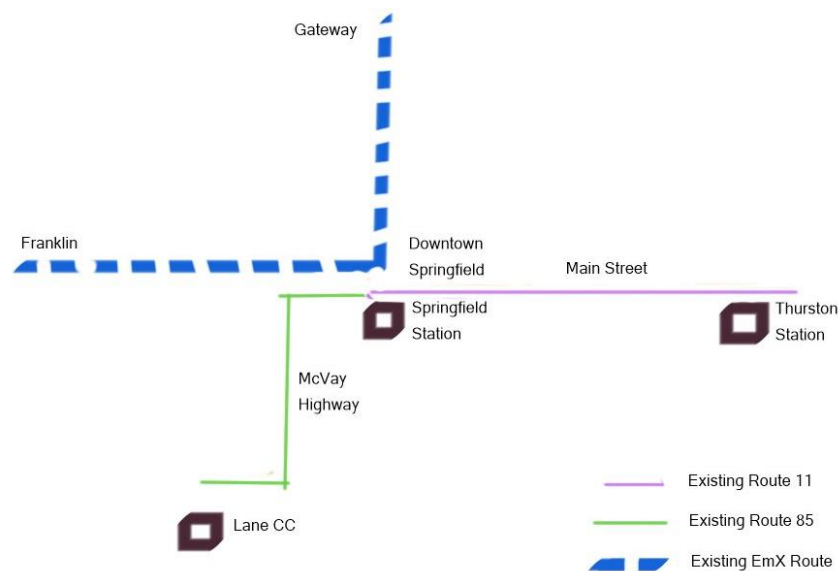 Gateway
Franklin
Downtown
Springfield
Main Street
Springfield
Station
Thurston
Station
McVay
Highway
Lane CC
Existing Route 11
Existing Route 85
Existing EmX Route